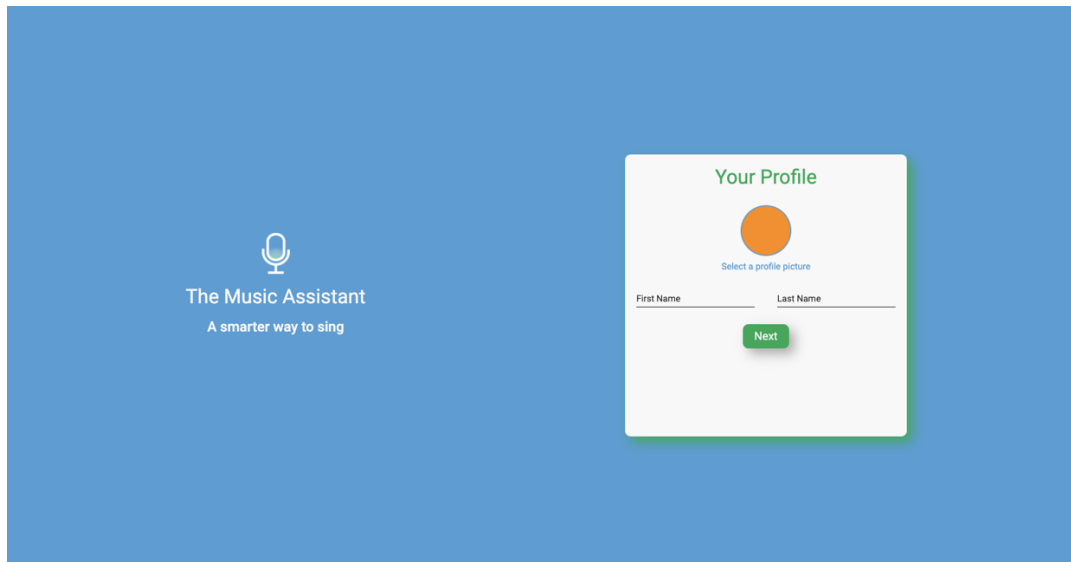 The Music Assistant
A smarter way to sing
Your Profile
Select a profile picture
First Name
Last Name
Next